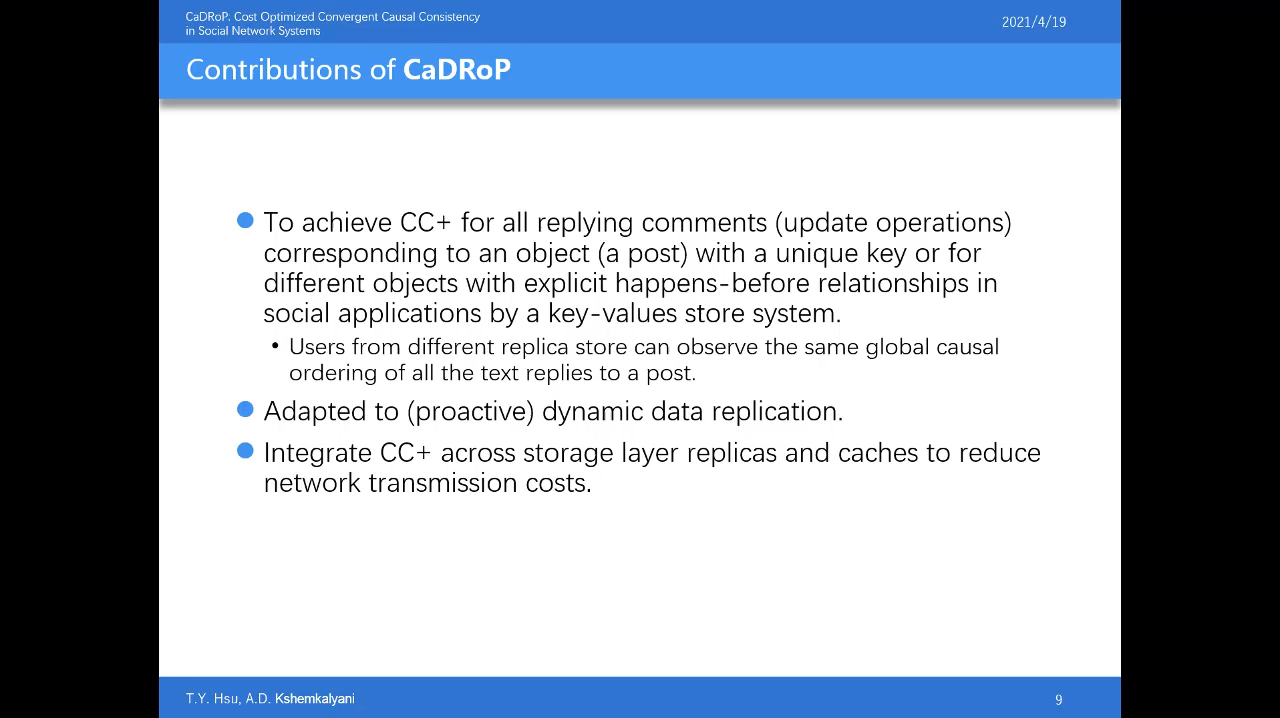 CaDRoP: Cost Optimized Convergent Causal Consistency
in Social Network Systems
2021/4/19
Contributions of CaDRoP
To achieve CC+ for all replying comments (update operations)
corresponding to an object (a post) with a unique key or for
different objects with explicit happens-before relationships in
social applications by a key-values store system.
• Users from different replica store can observe the same global causal
ordering of all the text replies to a post.
Adapted to (proactive) dynamic data replication.
Integrate CC+ across storage layer replicas and caches to reduce
network transmission costs.
T.Y. Hsu, A.D. Kshemkalyani
9